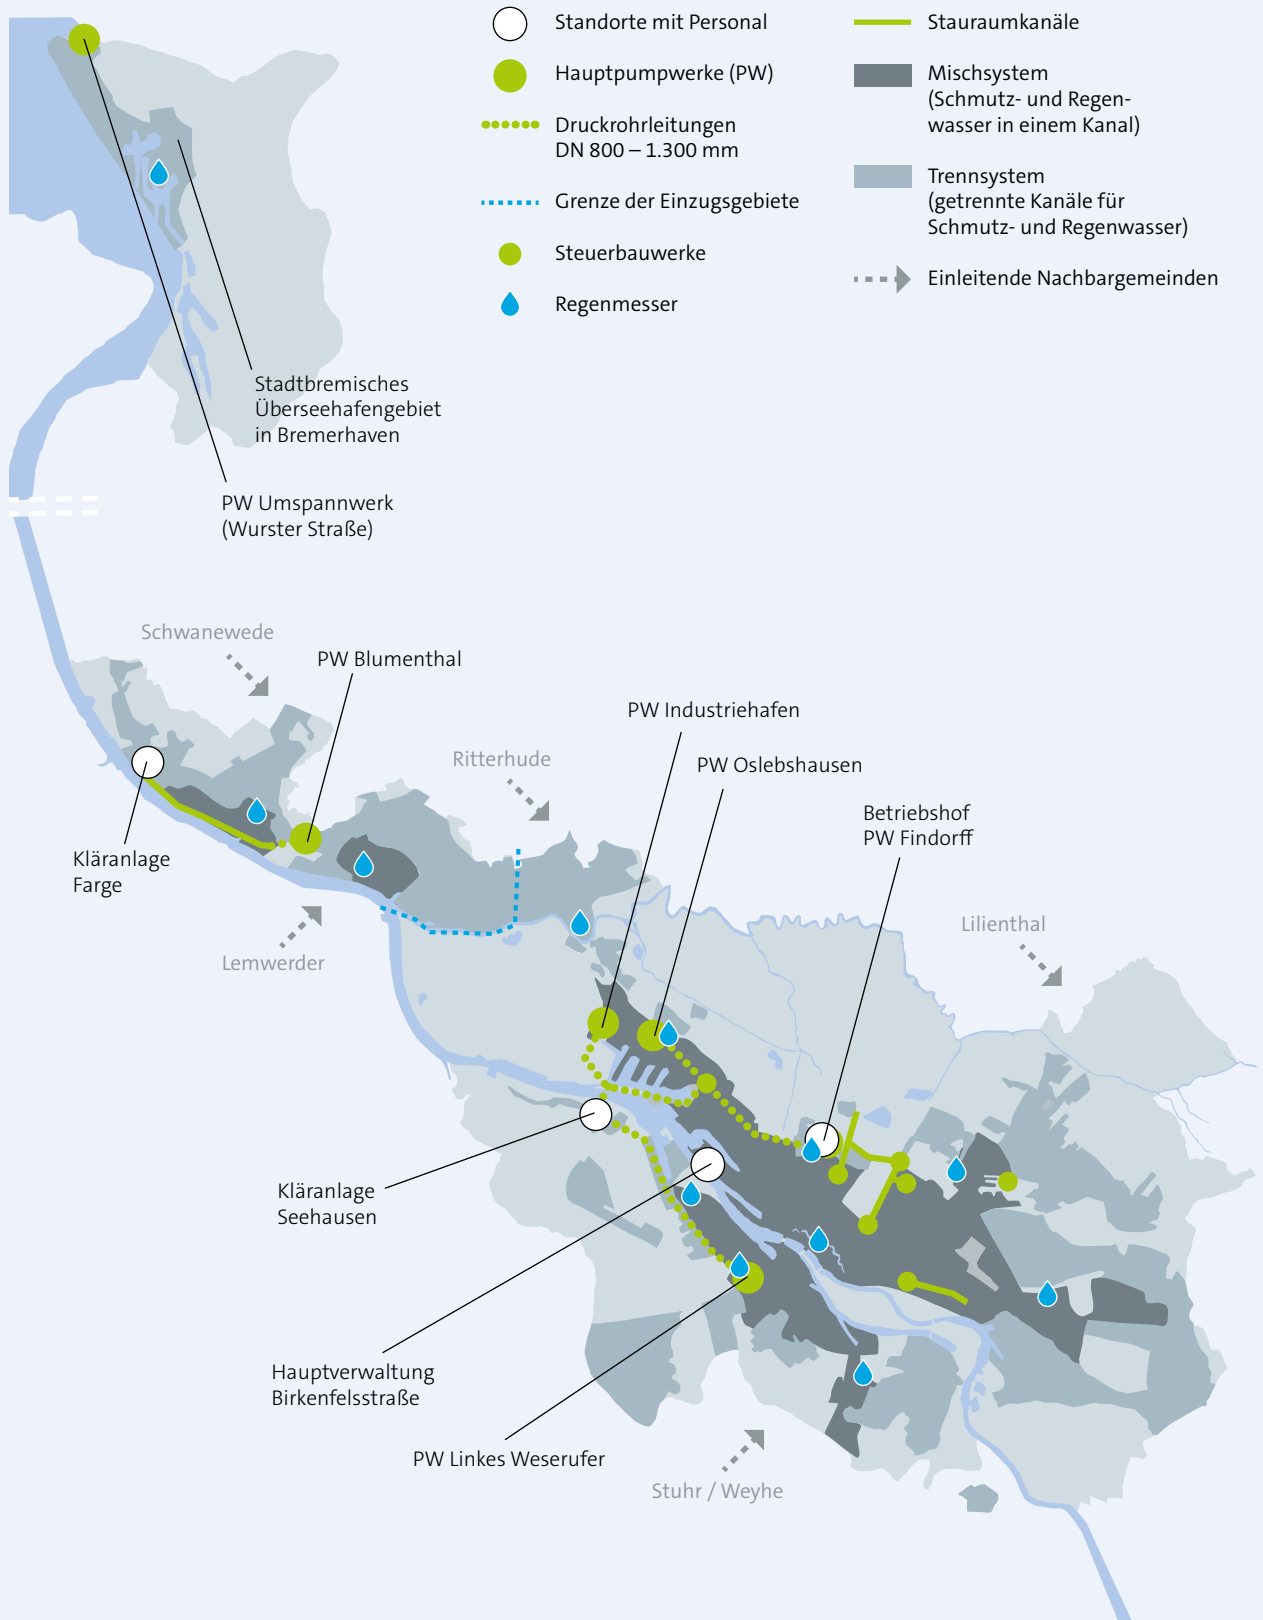 Standorte mit Personal
Hauptpumpwerke (PW)
Druckrohrleitungen
DN 800 – 1.300 mm
Grenze der Einzugsgebiete
Steuerbauwerke
Regenmesser
Stauraumkanäle
Mischsystem
(Schmutz- und Regen-
wasser in einem Kanal)
Trennsystem
(getrennte Kanäle für
Schmutz- und Regenwasser)
Einleitende Nachbargemeinden
Stadtbremisches
Überseehafengebiet
in Bremerhaven
PW Umspannwerk
(Wurster Straße)
Schwanewede
PW Blumenthal
PW Industriehafen
Ritterhude
PW Oslebshausen
Betriebshof
PW Findorff
Kläranlage
Farge
Lilienthal
Lemwerder
Kläranlage
Seehausen
Hauptverwaltung
Birkenfelsstraße
PW Linkes Weserufer
Stuhr / Weyhe